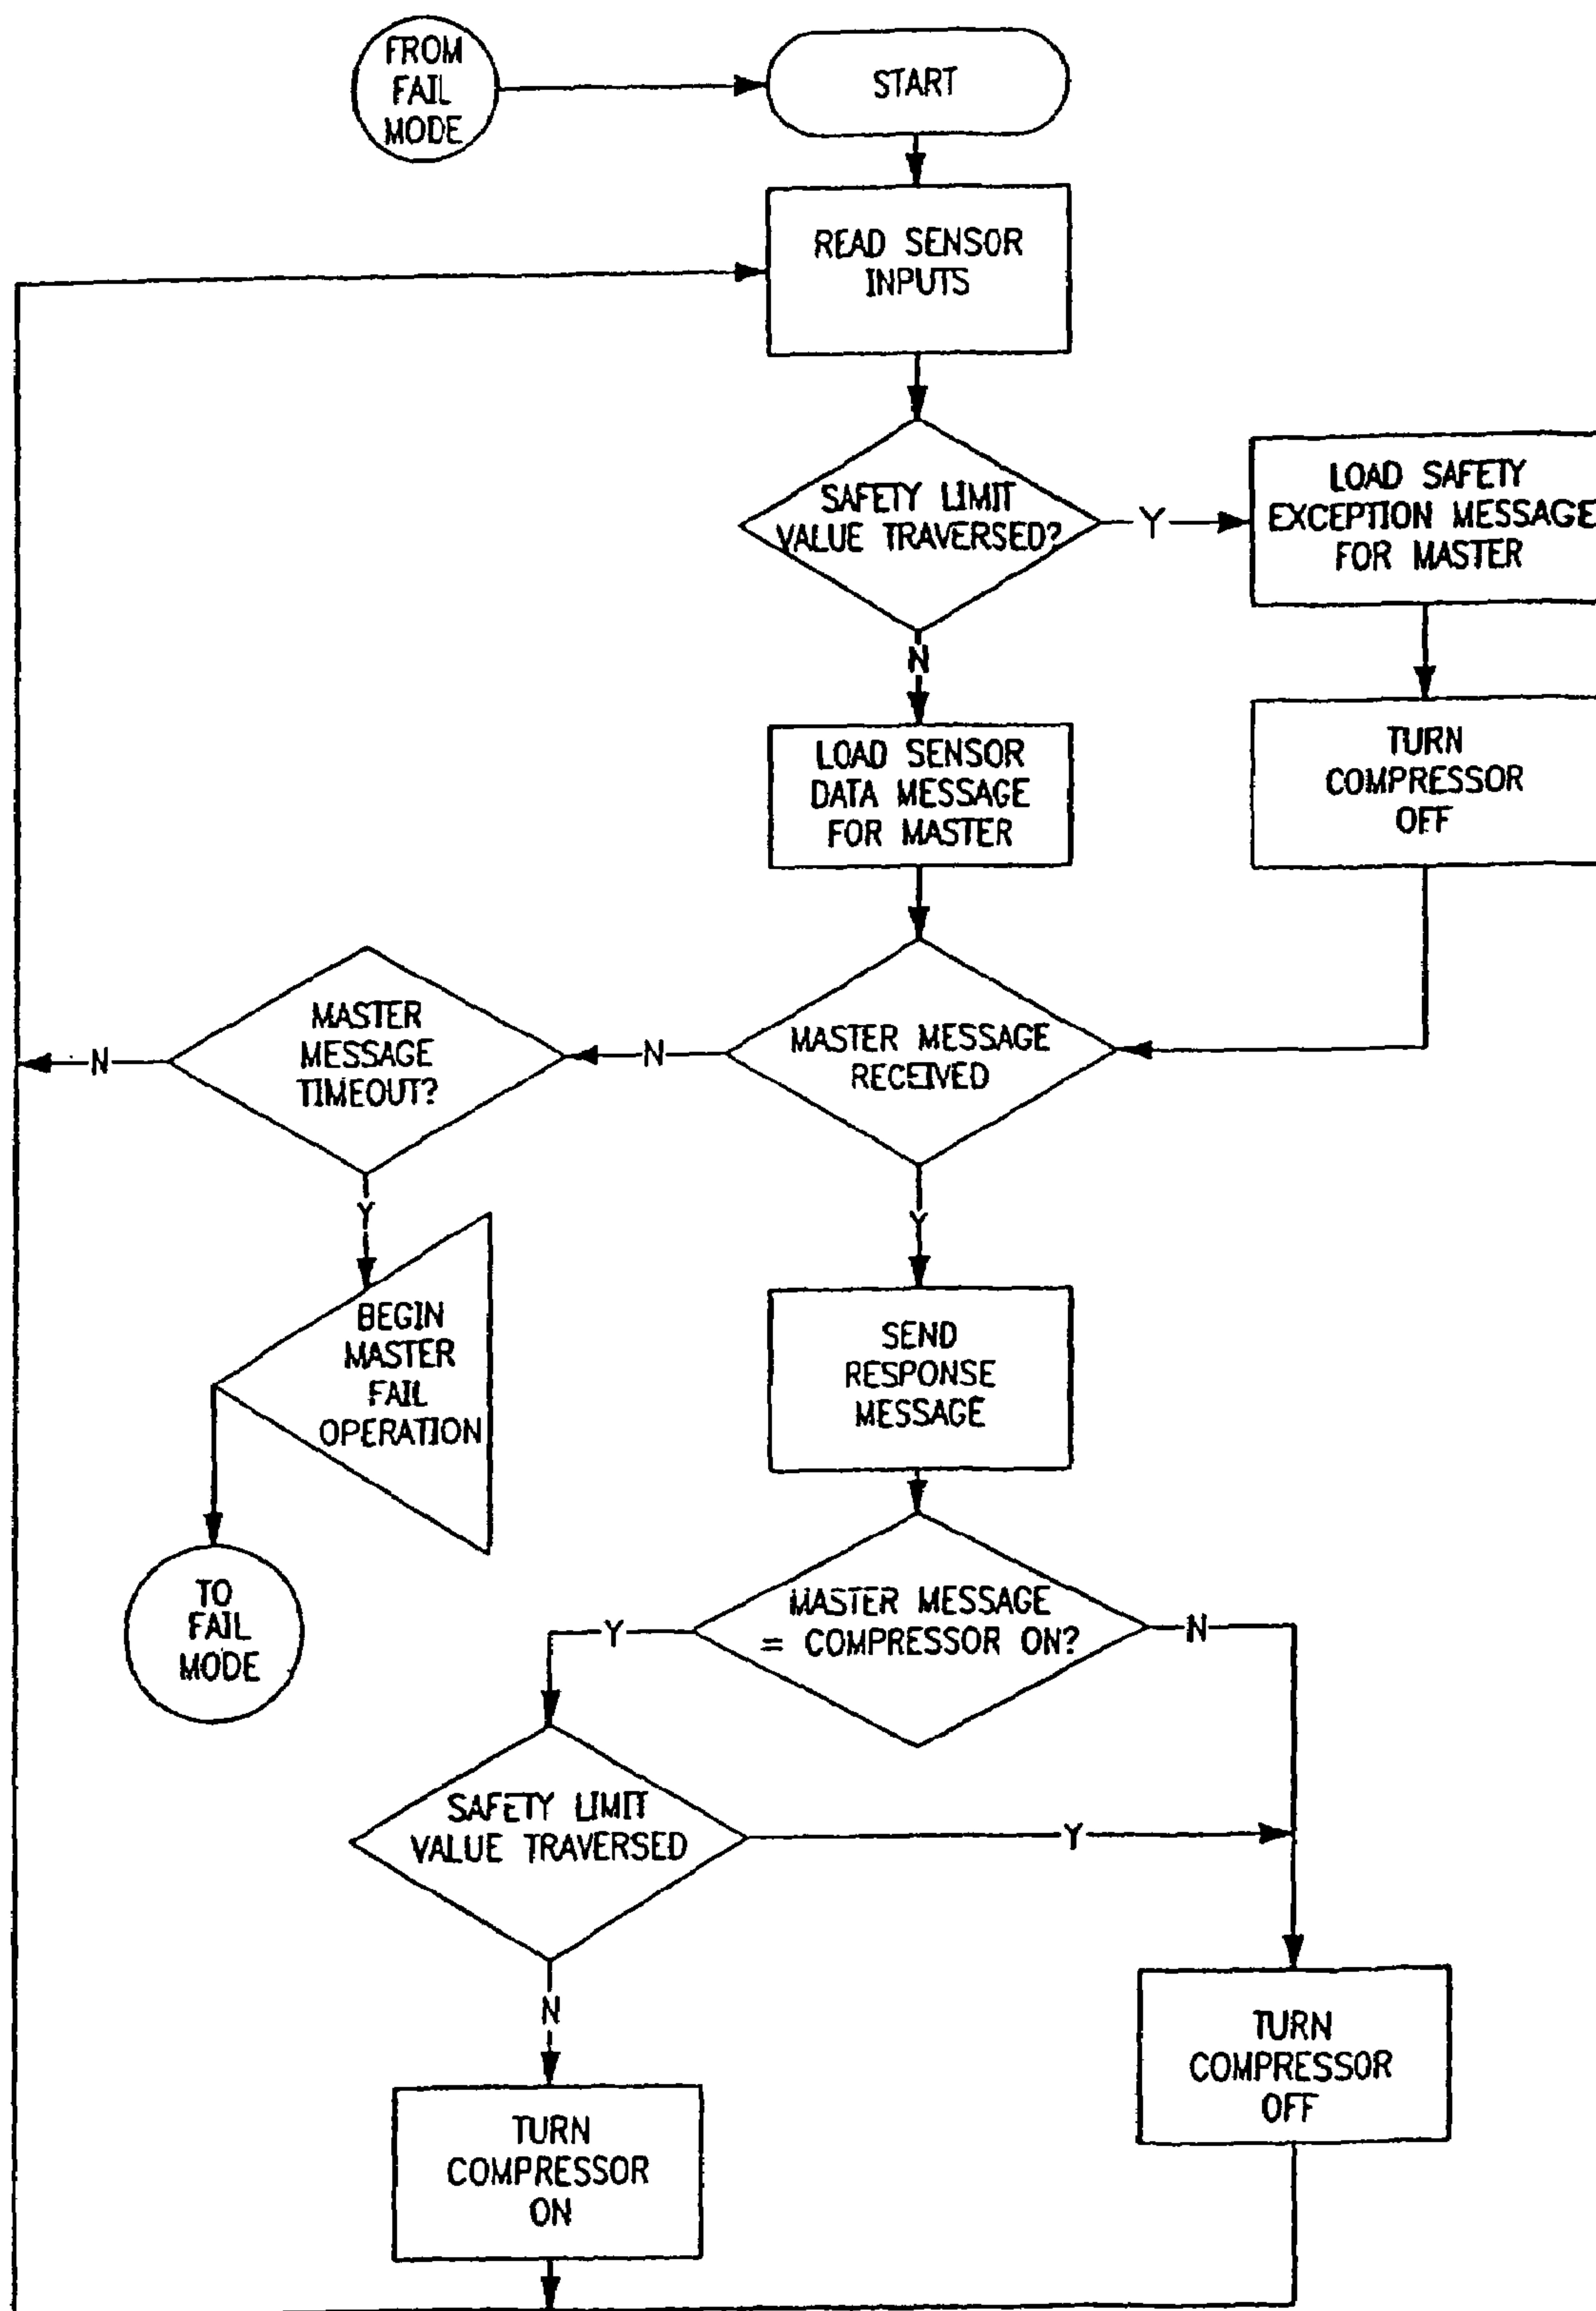 FROM
FAIL
MODE
START
READ SENSOR
INPUTS
SAFETY LIMIT
VALUE TRAVERSED?
Y
LOAD SAFETY
EXCEPTION MESSAGE
FOR MASTER
N
TURN
COMPRESSOR
OFF
LOAD SENSOR
DATA MESSAGE
FOR MASTER
MASTER MESSAGE
RECEIVED
N
MASTER
MESSAGE
TIMEOUT?
N
Y
Y
BEGIN
MASTER
FAIL
OPERATION
SEND
RESPONSE
MESSAGE
TO
FAIL
MODE
MASTER MESSAGE
= COMPRESSOR ON?
Y
N
SAFETY LIMIT
VALUE TRAVERSED
Y
N
TURN
COMPRESSOR
OFF
TURN
COMPRESSOR
ON